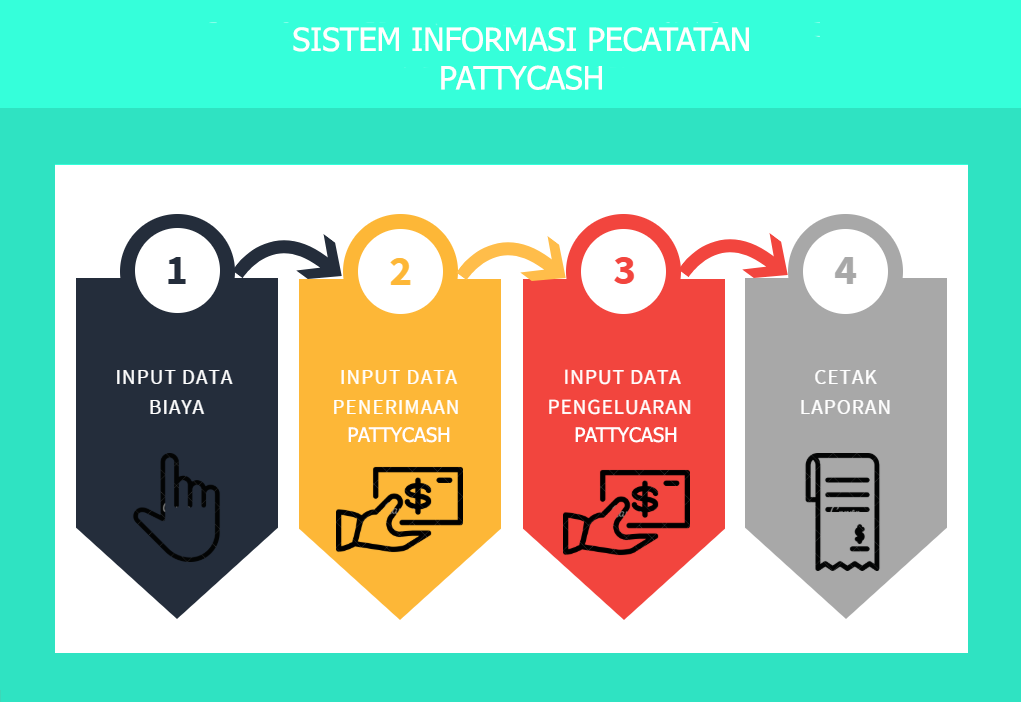 SISTEM INFORMASI PECATATAN
PATTYCASH
1
INPUT DATA
BIAYA
2
INPUT DATA
PENERIMAAN
PATTYCASH
$
3
INPUT DATA
PENGELUARAN
PATTYCASH
$
4
CETAK
LAPORAN
$